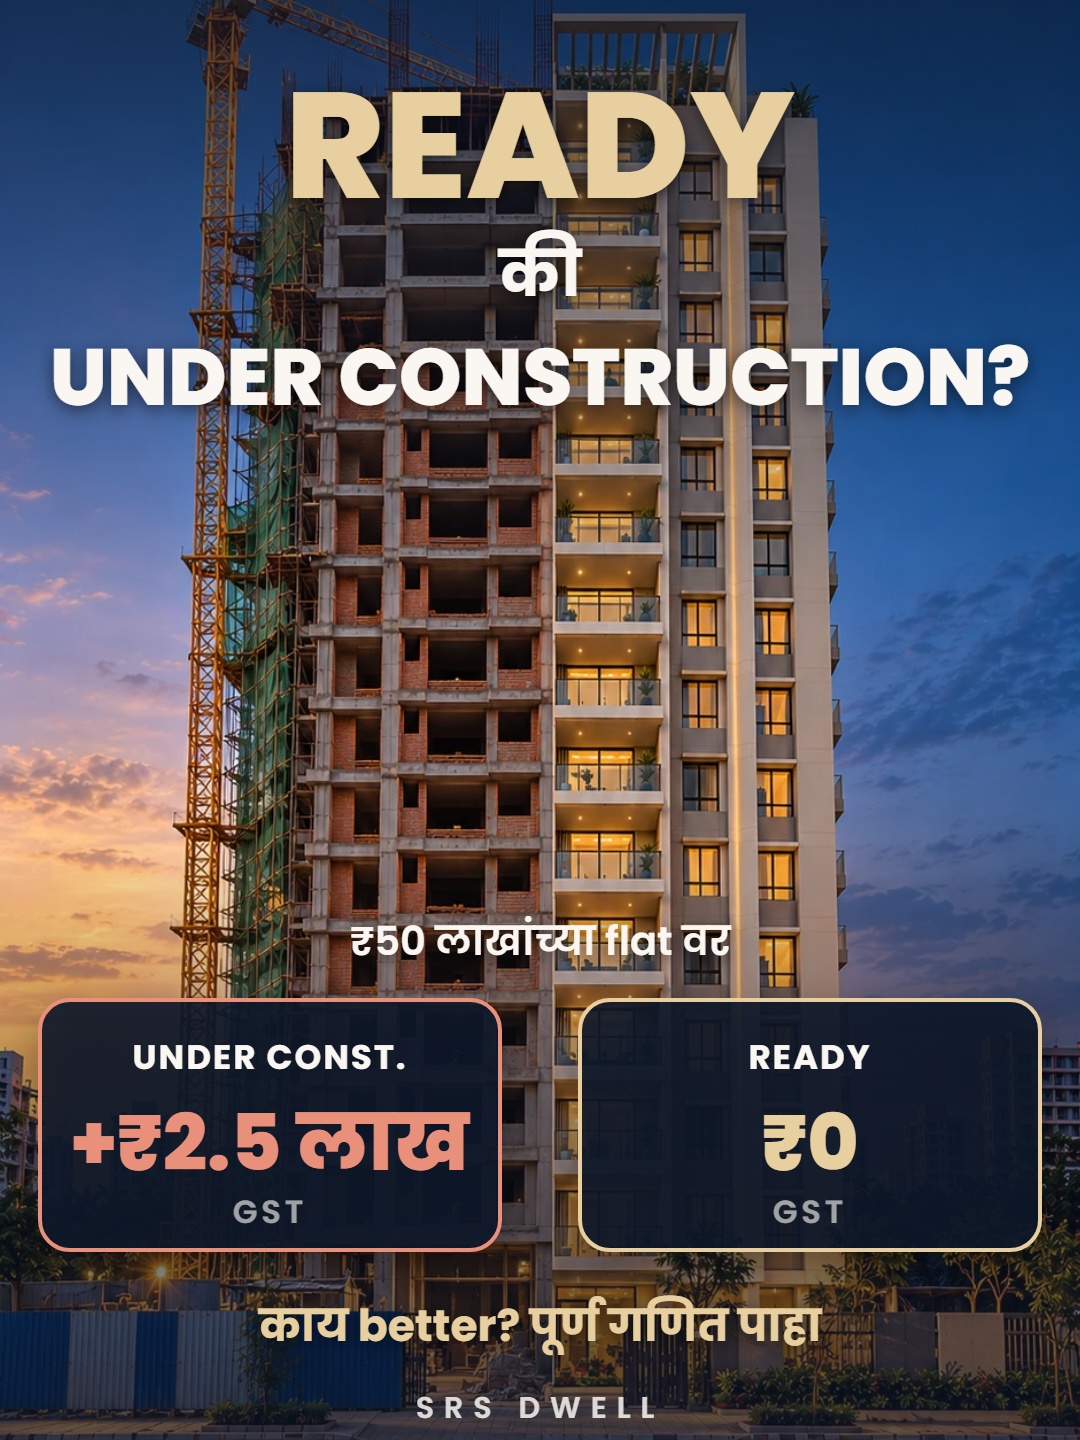 READY
की
UNDER CONSTRUCTION?
₹50 लाखांच्या flat वर
UNDER CONST.
+₹2.5 लाख
GST
READY
₹0
GST
काय better? पूर्ण गणित पाहा
SRS DWELL